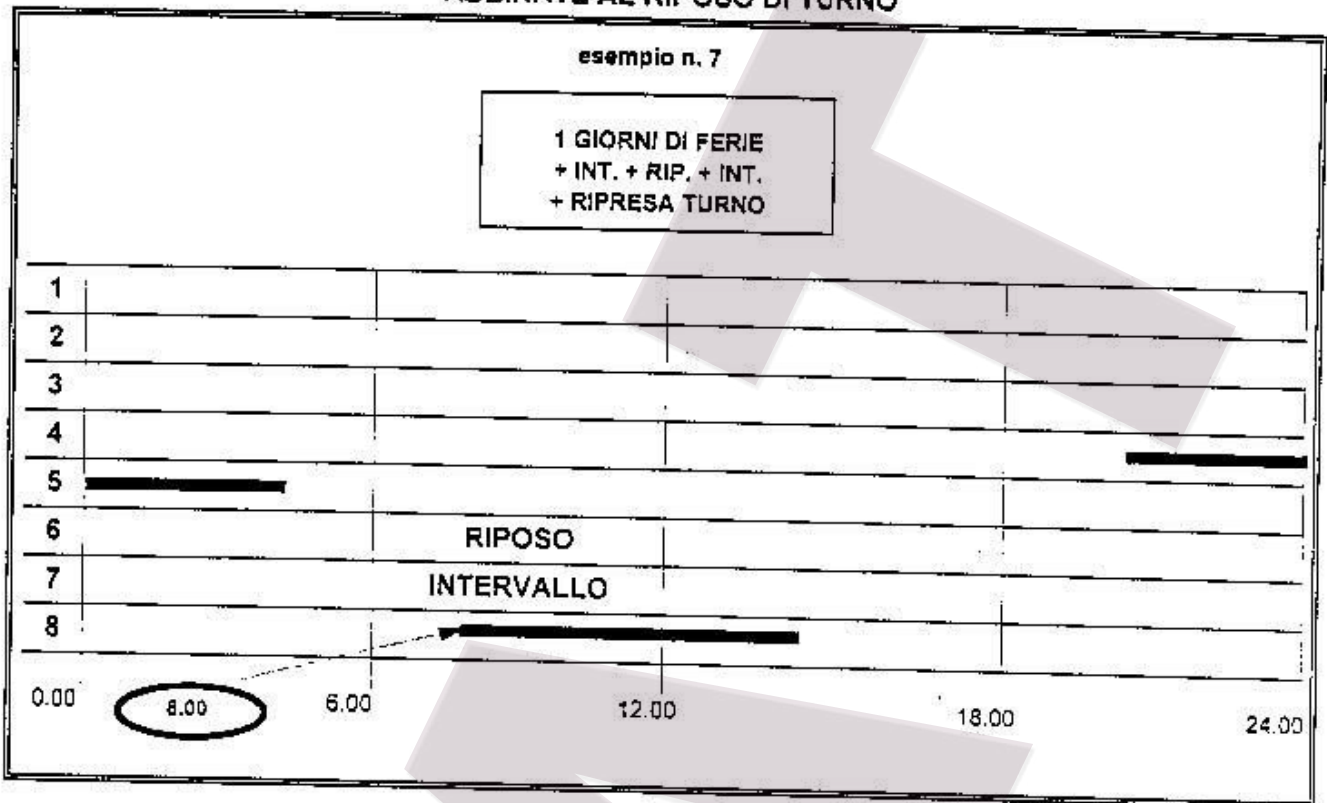 esempio n. 7
1 GIORNI DI FERIE
+ INT. + RIP. + INT.
+ RIPRESA TURNO
1
2
3
4
5
6 RIPOSO
7 INTERVALLO
8
0.00 8.00 6.00 12.00 18.00 24.00